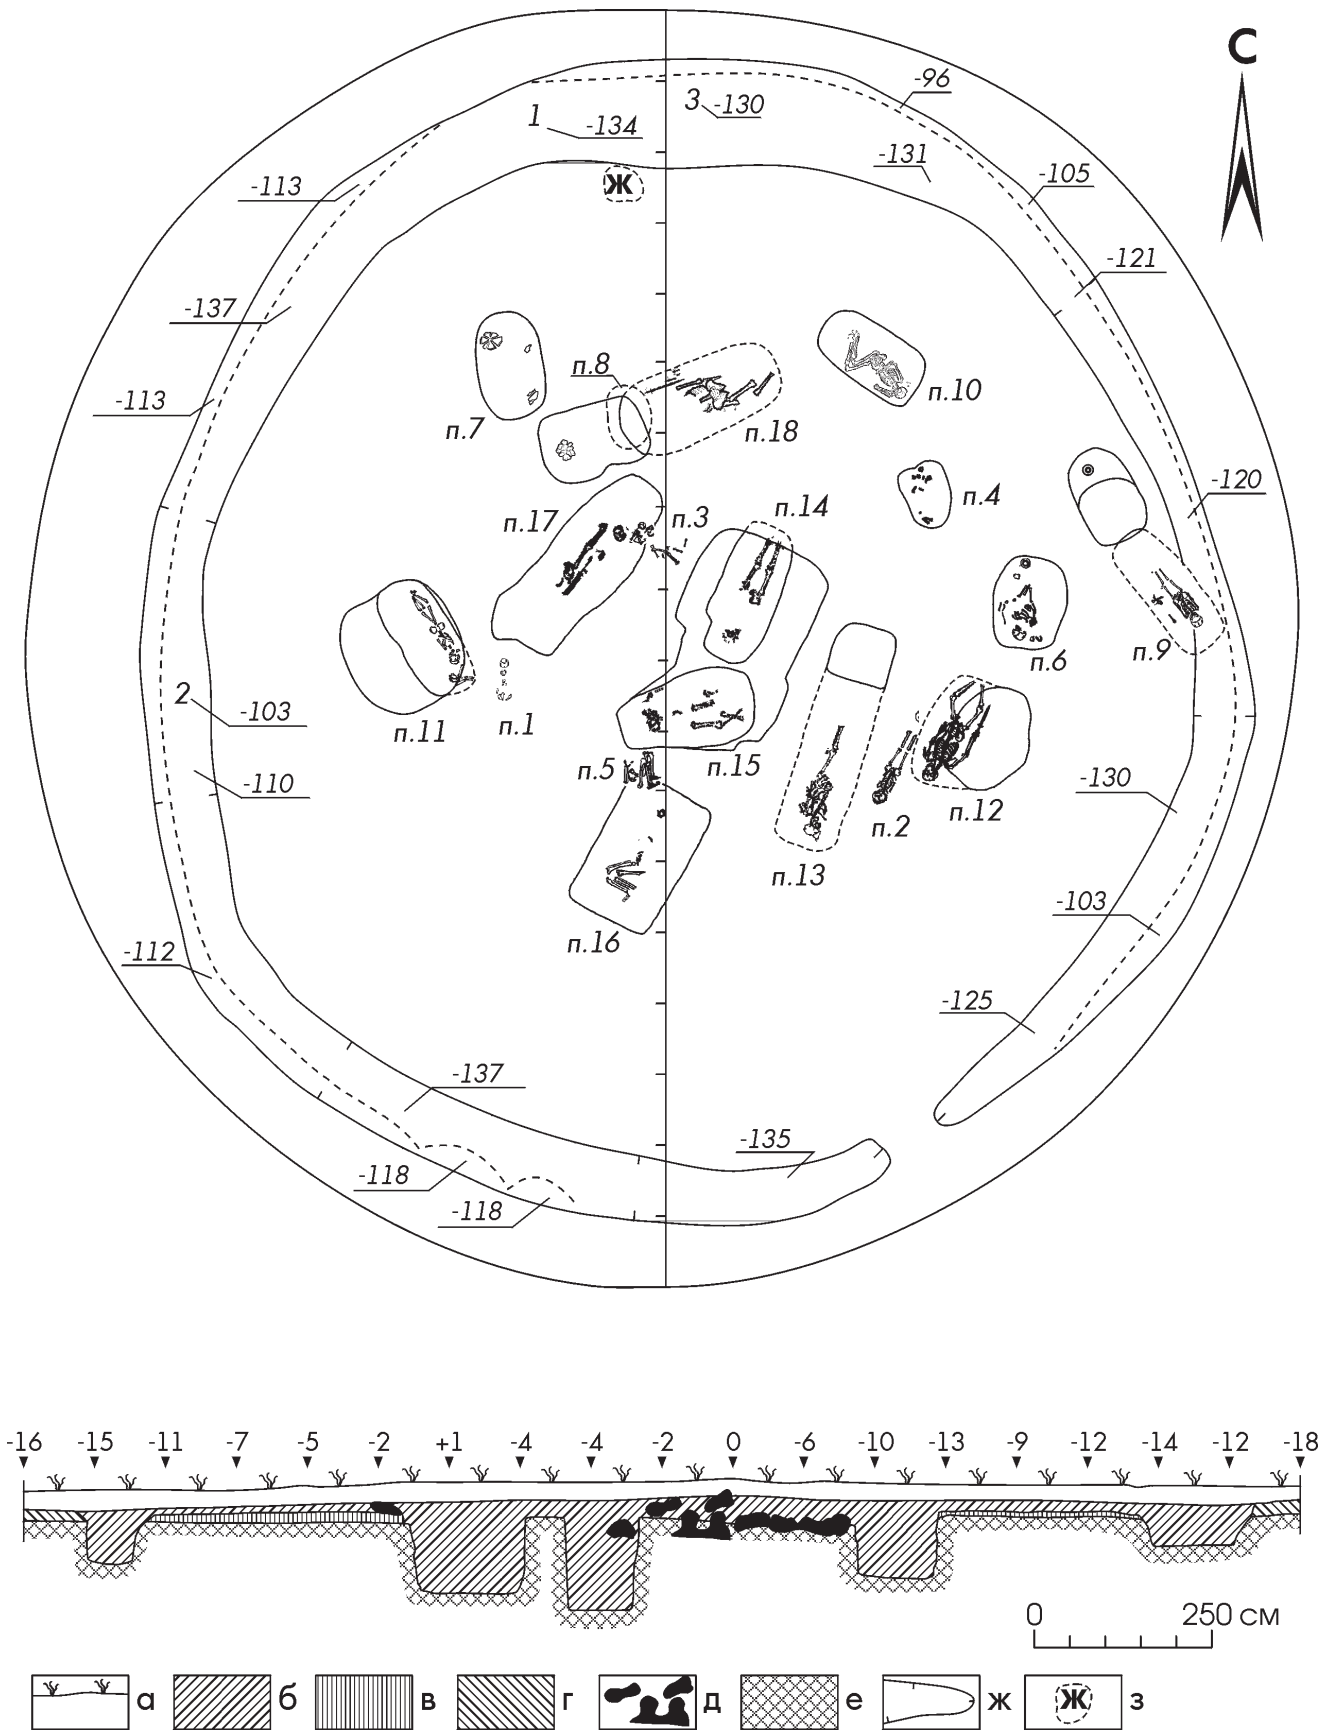 С
-96
3 -130
1 -134
-131
-113
-105
Ж
-121
-137
п.8
-113
п.10
п.7
п.18
-120
п.4
п.14
п.17
п.3
п.6
п.9
2 -103
п.11
п.1
п.5
п.15
-110
-130
п.12
п.2
п.13
-103
п.16
-112
-125
-137
-135
-118
-118
-16 -15 -11 -7 -5 -2 +1 -4 -4 -2 0 -6 -10 -13 -9 -12 -14 -12 -18
0 250 см
а б в г д е ж Ж з